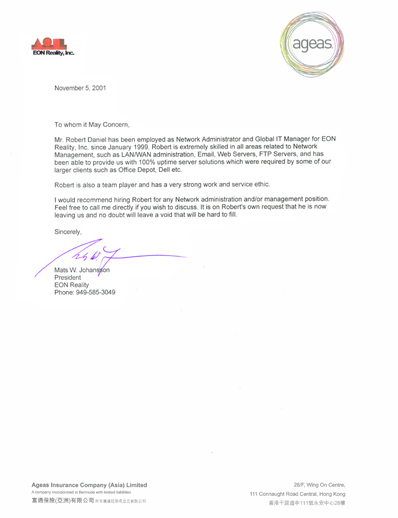 EON Reality, Inc.
ageas
November 5, 2001
To whom it May Concern,
Mr. Robert Daniel has been employed as Network Administrator and Global IT Manager for EON
Reality, Inc. since January 1999. Robert is extremely skilled in all areas related to Network
Management, such as LAN/WAN administration, Email, Web Servers, FTP Servers, and has
been able to provide us with 100% uptime server solutions which were required by some of our
larger clients such as Office Depot, Dell etc.
Robert is also a team player and has a very strong work and service ethic.
I would recommend hiring Robert for any Network administration and/or management position.
Feel free to call me directly if you wish to discuss. It is on Robert's own request that he is now
leaving us and no doubt will leave a void that will be hard to fill.
Sincerely,
Mats W. Johansson
President
EON Reality
Phone: 949-585-3049
Ageas Insurance Company (Asia) Limited
A company incorporated in Bermuda with limited liabilities
富通保險(亞洲)有限公司
28/F, Wing On Centre,
111 Connaught Road Central, Hong Kong
香港干諾道中111號永安中心28樓